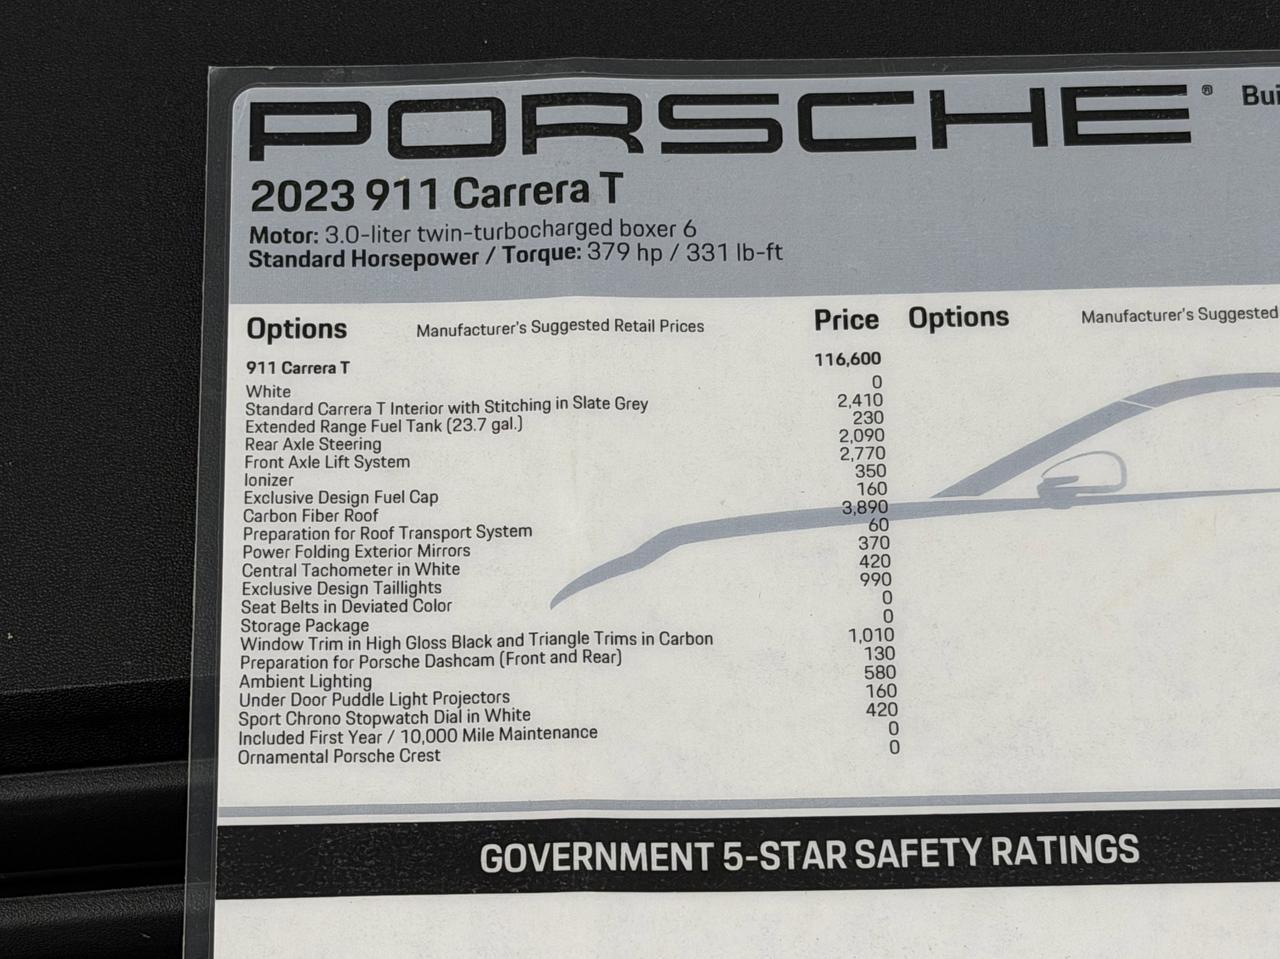 PORSCHE®
2023 911 Carrera T
Motor: 3.0-liter twin-turbocharged boxer 6
Standard Horsepower / Torque: 379 hp / 331 lb-ft
Options Manufacturer's Suggested Retail Prices Price Options Manufacturer's Suggested
911 Carrera T 116,600
White 0
Standard Carrera T Interior with Stitching in Slate Grey 2,410
Extended Range Fuel Tank (23.7 gal.) 230
Rear Axle Steering 2,090
Front Axle Lift System 2,770
Ionizer 350
Exclusive Design Fuel Cap 160
Carbon Fiber Roof 3,890
Preparation for Roof Transport System 60
Power Folding Exterior Mirrors 370
Central Tachometer in White 420
Exclusive Design Taillights 990
Seat Belts in Deviated Color 0
Storage Package 0
Window Trim in High Gloss Black and Triangle Trims in Carbon 1,010
Preparation for Porsche Dashcam (Front and Rear) 130
Ambient Lighting 580
Under Door Puddle Light Projectors 160
Sport Chrono Stopwatch Dial in White 420
Included First Year / 10,000 Mile Maintenance 0
Ornamental Porsche Crest 0
GOVERNMENT 5-STAR SAFETY RATINGS